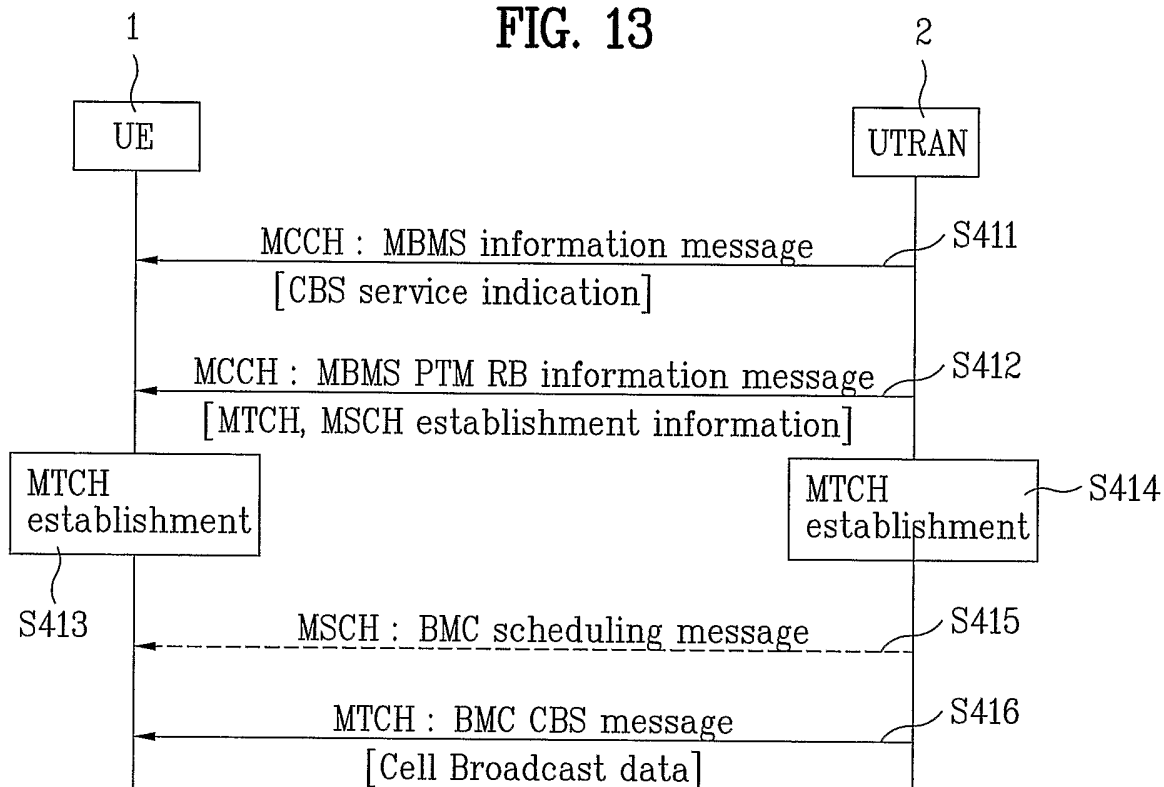 FIG. 13
1
2
UE
UTRAN
MCCH : MBMS information message
S411
[CBS service indication]
MCCH : MBMS PTM RB information message
S412
[MTCH, MSCH establishment information]
MTCH
establishment
S413
MTCH
establishment
S414
MSCH : BMC scheduling message
S415
MTCH : BMC CBS message
S416
[Cell Broadcast data]